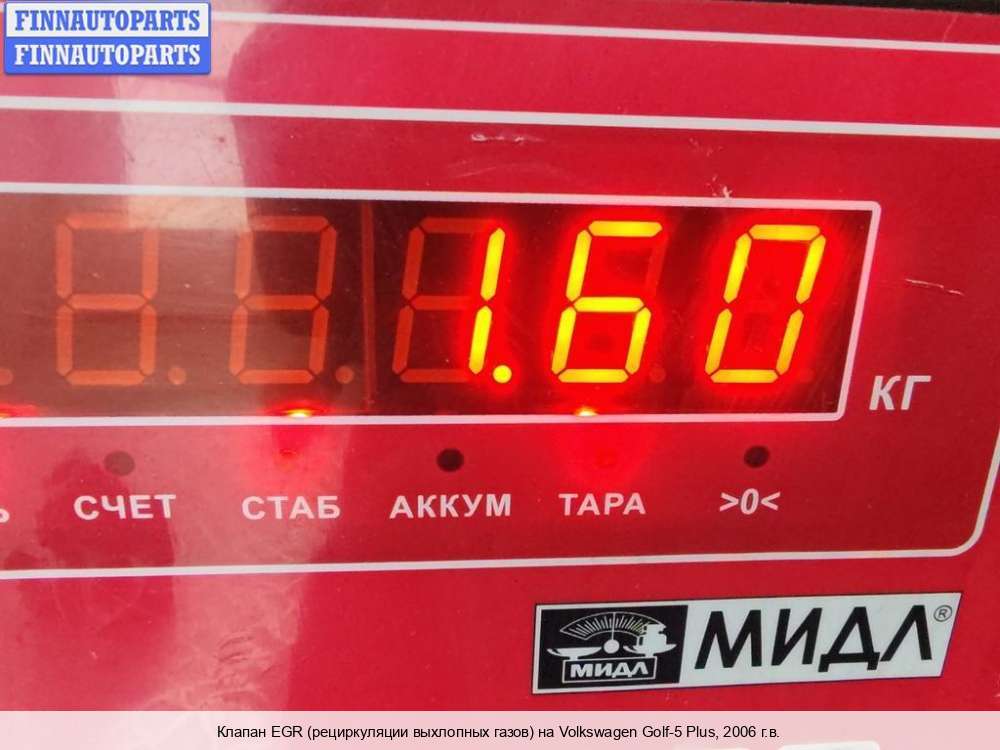 FINNAUTOPARTS
FINNAUTOPARTS
1.60
КГ
СЧЕТ СТАБ АККУМ ТАРА >0<
МИДЛ МИДЛ®
Клапан EGR (рециркуляции выхлопных газов) на Volkswagen Golf-5 Plus, 2006 г.в.